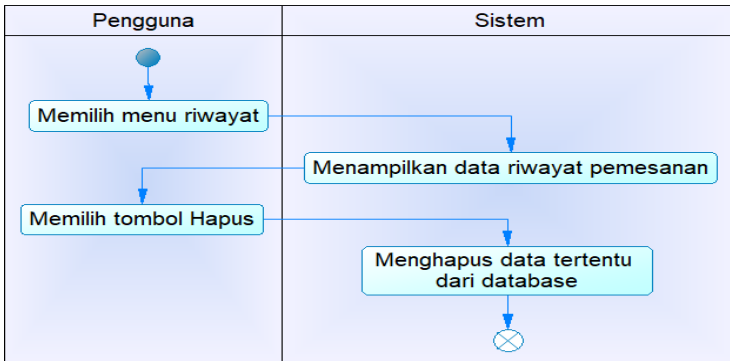 Pengguna
Sistem
Memilih menu riwayat
Menampilkan data riwayat pemesanan
Memilih tombol Hapus
Menghapus data tertentu
dari database